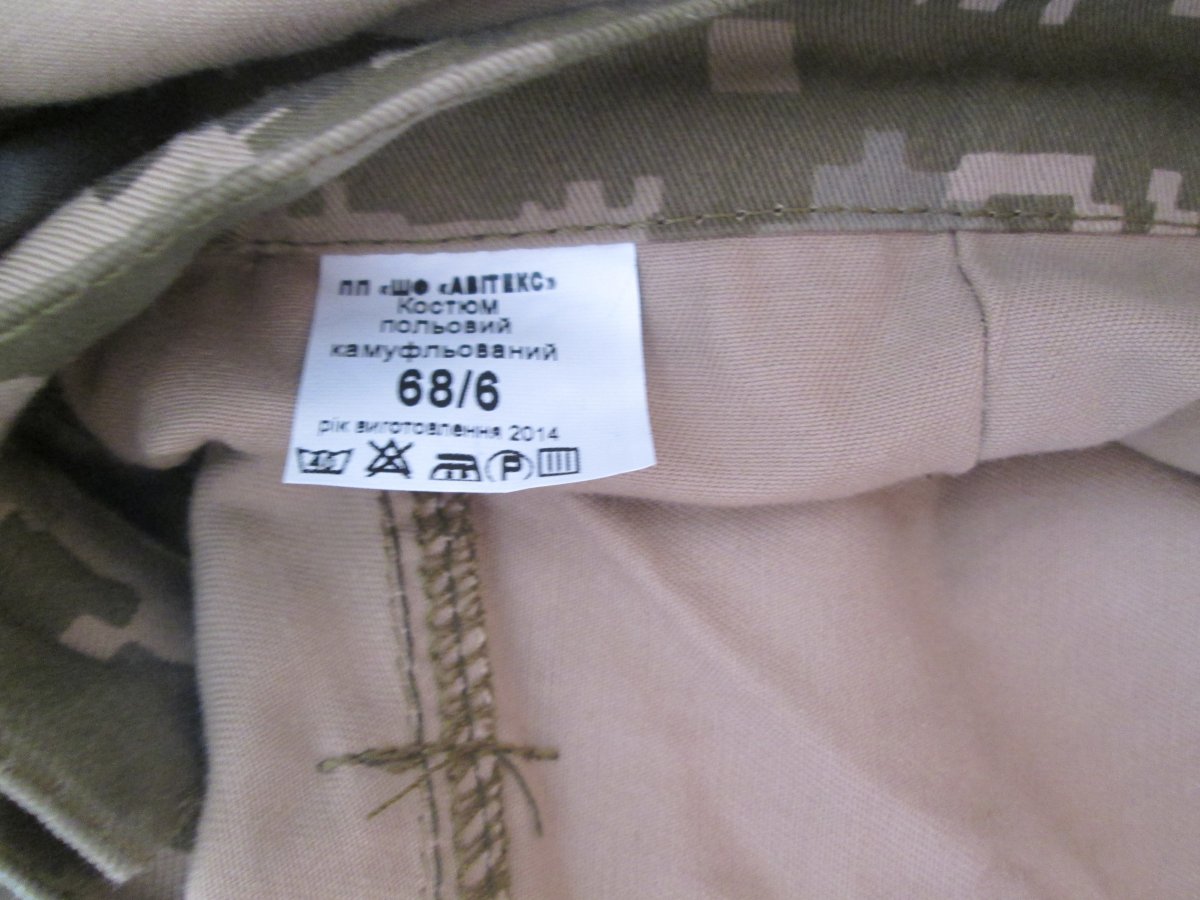 ПП «ШФ «АВІТЕКС»
Костюм
польовий
камуфльований
68/6
рік виготовлення 2014
P